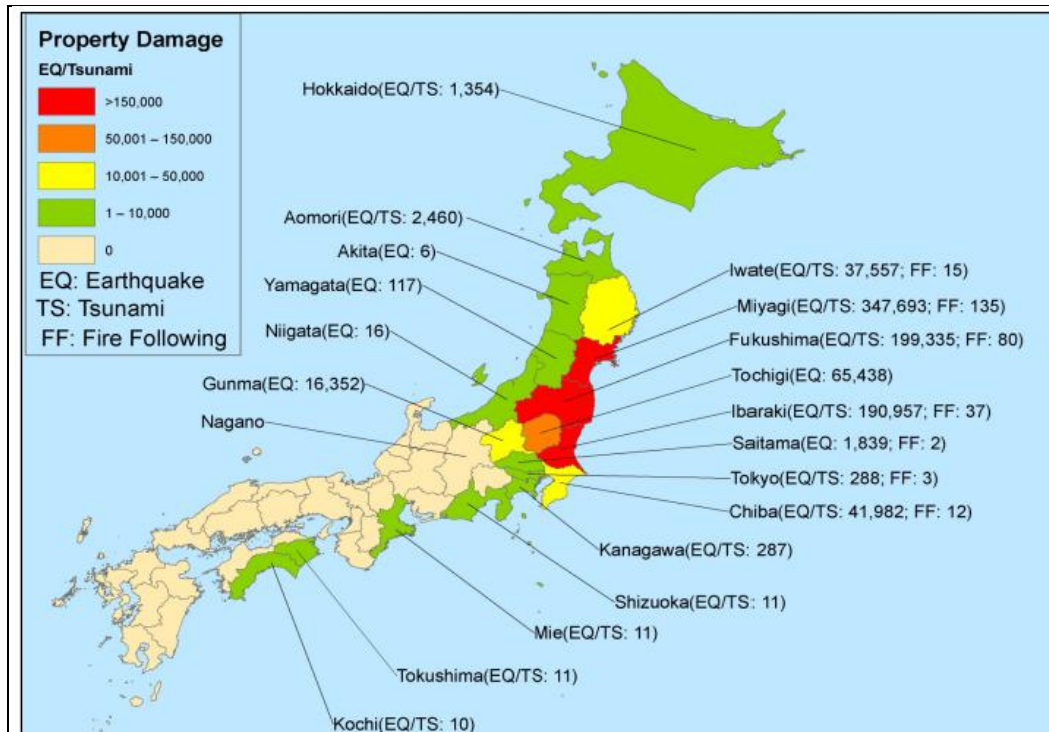 Property Damage
EQ/Tsunami
>150,000
50,001 – 150,000
10,001 – 50,000
1 – 10,000
0
EQ: Earthquake
TS: Tsunami
FF: Fire Following
Hokkaido(EQ/TS: 1,354)
Aomori(EQ/TS: 2,460)
Akita(EQ: 6)
Yamagata(EQ: 117)
Niigata(EQ: 16)
Gunma(EQ: 16,352)
Nagano
Iwate(EQ/TS: 37,557; FF: 15)
Miyagi(EQ/TS: 347,693; FF: 135)
Fukushima(EQ/TS: 199,335; FF: 80)
Tochigi(EQ: 65,438)
Ibaraki(EQ/TS: 190,957; FF: 37)
Saitama(EQ: 1,839; FF: 2)
Tokyo(EQ/TS: 288; FF: 3)
Chiba(EQ/TS: 41,982; FF: 12)
Kanagawa(EQ/TS: 287)
Shizuoka(EQ/TS: 11)
Mie(EQ/TS: 11)
Tokushima(EQ/TS: 11)
Kochi(EQ/TS: 10)